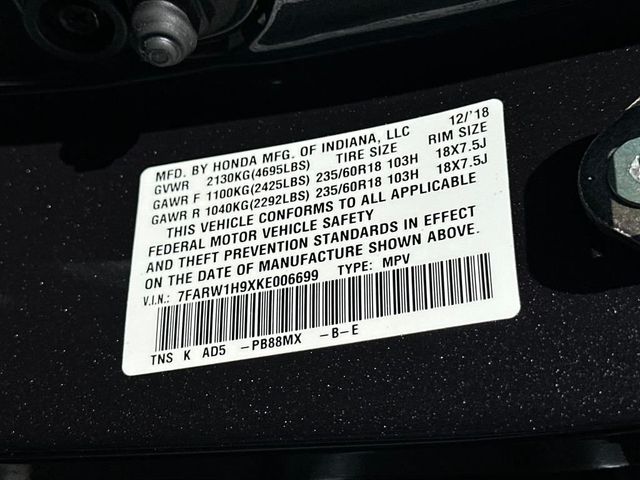 MFD. BY HONDA MFG. OF INDIANA, LLC 12/'18
GVWR 2130KG(4695LBS) TIRE SIZE RIM SIZE
GAWR F 1100KG(2425LBS) 235/60R18 103H 18X7.5J
GAWR R 1040KG(2292LBS) 235/60R18 103H 18X7.5J
THIS VEHICLE CONFORMS TO ALL APPLICABLE
FEDERAL MOTOR VEHICLE SAFETY
AND THEFT PREVENTION STANDARDS IN EFFECT
ON THE DATE OF MANUFACTURE SHOWN ABOVE.
V.I.N.: 7FARW1H9XKE006699 TYPE: MPV
TNS K AD5 -PB88MX -B-E